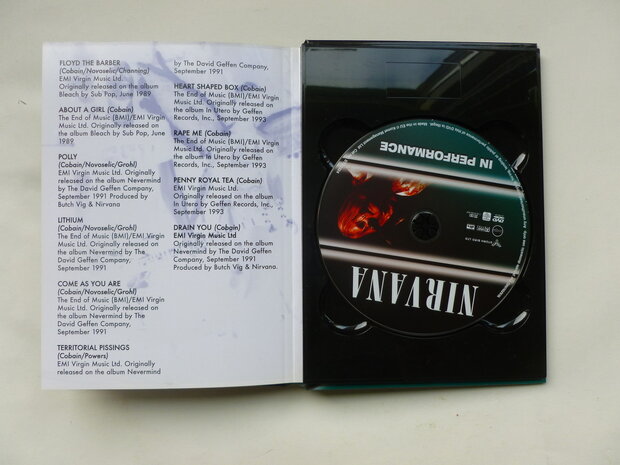 FLOYD THE BARBER
(Cobain/Novoselic/Channing)
EMI Virgin Music Ltd.
Originally released on the album
Bleach by Sub Pop, June 1989
ABOUT A GIRL (Cobain)
The End of Music (BMI)/EMI Virgin
Music Ltd. Originally released on
the album Bleach by Sub Pop, June
1989
POLLY
(Cobain/Novoselic/Grohl)
EMI Virgin Music Ltd. Originally
released on the album Nevermind
by The David Geffen Company,
September 1991 Produced by
Butch Vig & Nirvana
LITHIUM
(Cobain/Novoselic/Grohl)
The End of Music (BMI)/EMI Virgin
Music Ltd. Originally released on
the album Nevermind by The
David Geffen Company,
September 1991
COME AS YOU ARE
(Cobain/Novoselic/Grohl)
The End of Music (BMI)/EMI Virgin
Music Ltd. Originally released on
the album Nevermind by The
David Geffen Company,
September 1991
TERRITORIAL PISSINGS
(Cobain/Powers)
EMI Virgin Music Ltd. Originally
released on the album Nevermind
by The David Geffen Company,
September 1991
HEART SHAPED BOX (Cobain)
The End of Music (BMI)/EMI Virgin
Music Ltd. Originally released on
the album In Utero by Geffen
Records, Inc., September 1993
RAPE ME (Cobain)
The End of Music (BMI)/EMI Virgin
Music Ltd. Originally released on
the album In Utero by Geffen
Records, Inc., September 1993
PENNY ROYAL TEA (Cobain)
EMI Virgin Music Ltd.
Originally released on the album
In Utero by Geffen Records, Inc.,
September 1993
DRAIN YOU (Cobain)
EMI Virgin Music Ltd
Originally released on the album
Nevermind by The David Geffen
Company, September 1991
Produced by Butch Vig & Nirvana.
NIRVANA
IN PERFORMANCE